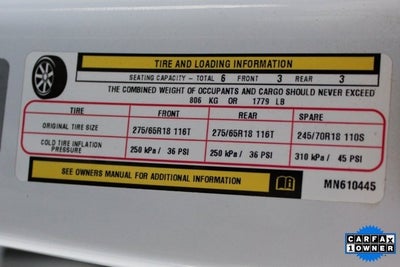 TIRE AND LOADING INFORMATION
SEATING CAPACITY - TOTAL 6 FRONT 3 REAR 3
THE COMBINED WEIGHT OF OCCUPANTS AND CARGO SHOULD NEVER EXCEED
806 KG OR 1779 LB
TIRE FRONT REAR SPARE
ORIGINAL TIRE SIZE 275/65R18 116T 275/65R18 116T 245/70R18 110S
COLD TIRE INFLATION PRESSURE 250 kPa / 36 PSI 250 kPa / 36 PSI 310 kPa / 45 PSI
SEE OWNERS MANUAL FOR ADDITIONAL INFORMATION
MN610445
CARFAX
1 OWNER